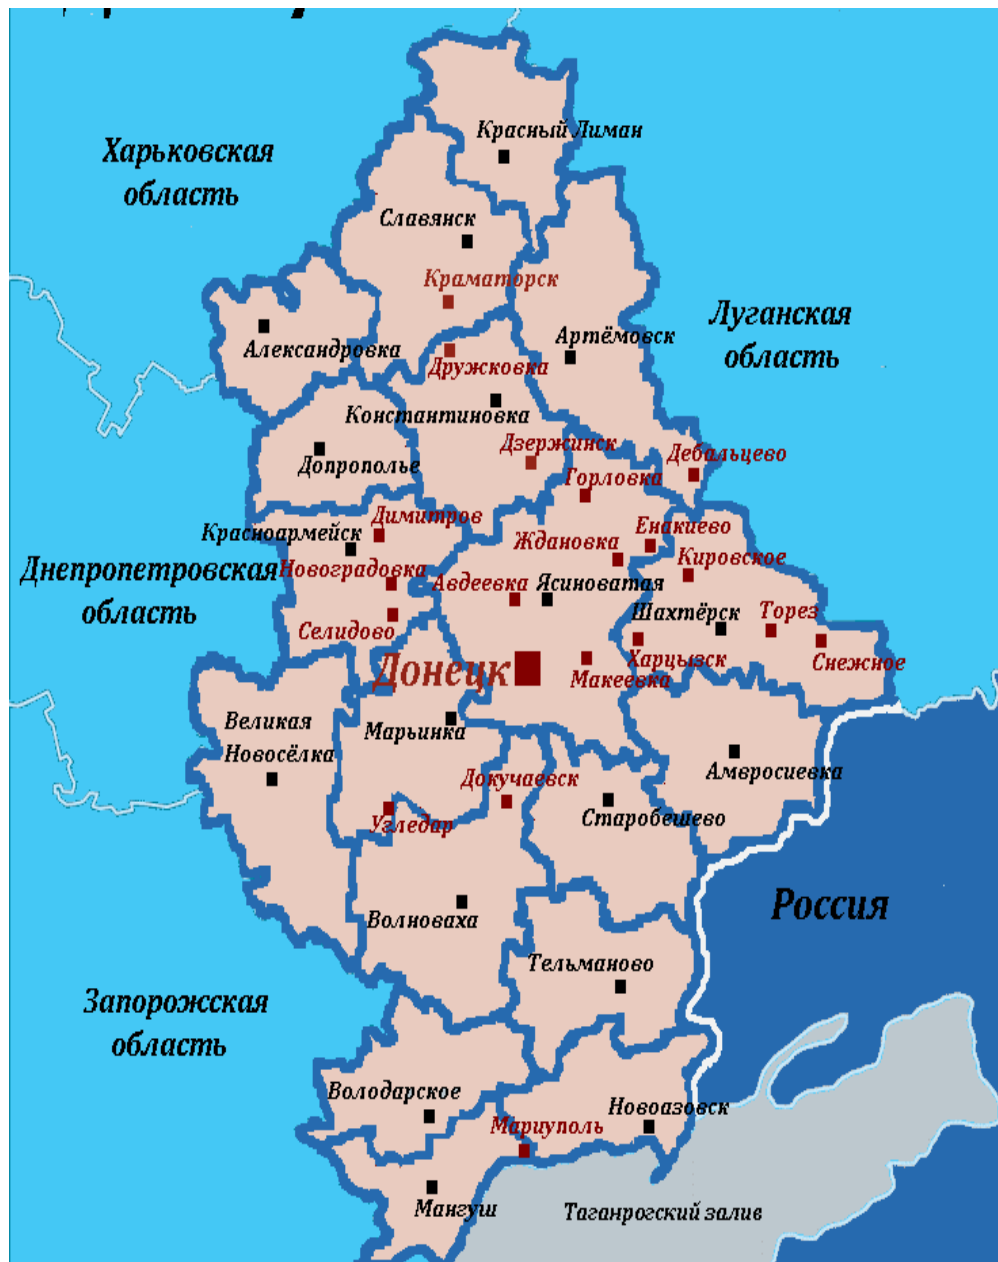 Красный Лиман
Харьковская
область
Славянск
Краматорск
Луганская
область
Александровка
Артёмовск
Дружковка
Константиновка
Дзержинск
Допрополье
Дебальцево
Горловка
Димитров
Красноармейск
Енакиево
Ждановка
Кировское
Днепропетровская
область
Новоградовка
Авдеевка
Ясиноватая
Шахтёрск
Торез
Селидово
Харцызск
Снежное
Донецк
Макеевка
Великая
Новосёлка
Марьинка
Докучаевск
Амвросиевка
Угледар
Старобешево
Россия
Волноваха
Тельманово
Запорожская
область
Володарское
Новоазовск
Мариуполь
Мангуш
Таганрогский залив